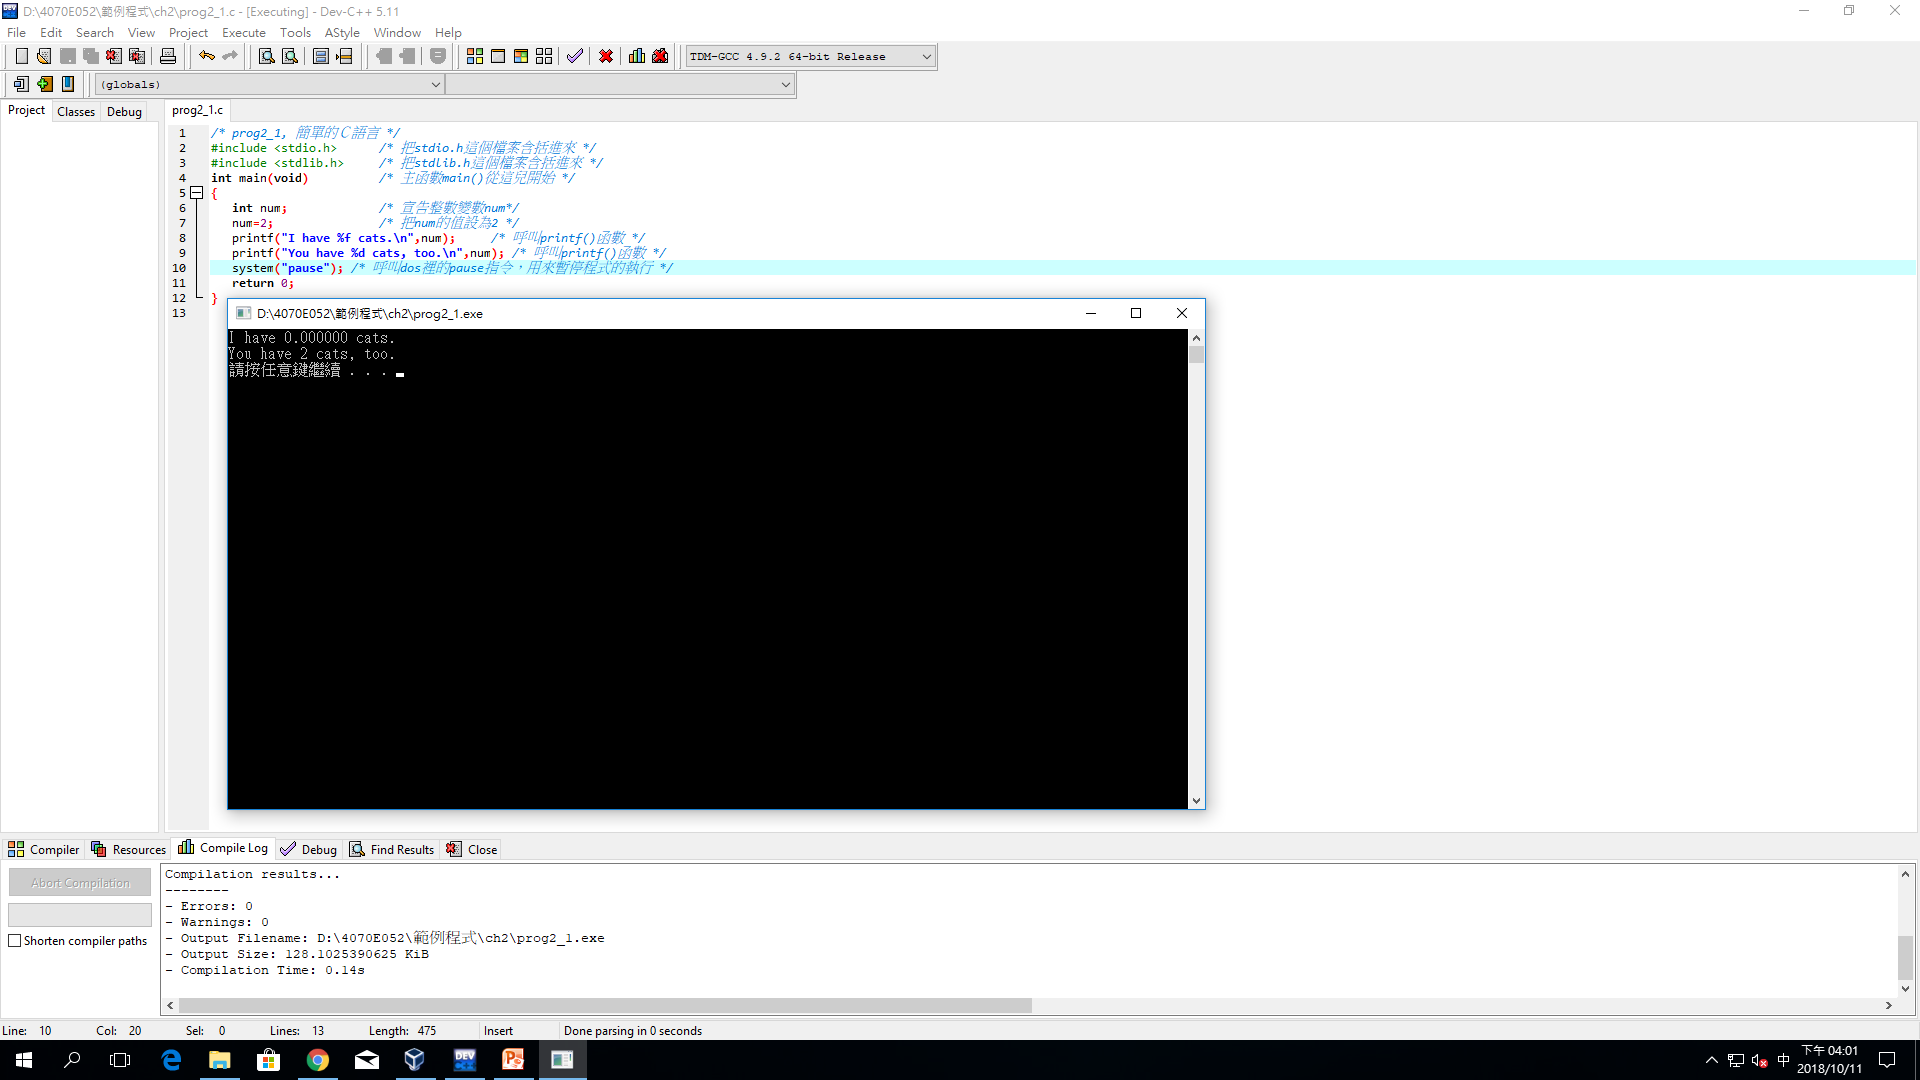 D:\4070E052\範例程式\ch2\prog2_1.c - [Executing] - Dev-C++ 5.11
File Edit Search View Project Execute Tools AStyle Window Help
TDM-GCC 4.9.2 64-bit Release
(globals)
Project Classes Debug prog2_1.c
1 /* prog2_1, 簡單的Ｃ語言 */
2 #include <stdio.h> /* 把stdio.h這個檔案含括進來 */
3 #include <stdlib.h> /* 把stdlib.h這個檔案含括進來 */
4 int main(void) /* 主函數main()從這兒開始 */
5 {
6 int num; /* 宣告整數變數num*/
7 num=2; /* 把num的值設為2 */
8 printf("I have %f cats.\n",num); /* 呼叫printf()函數 */
9 printf("You have %d cats, too.\n",num); /* 呼叫printf()函數 */
10 system("pause"); /* 呼叫dos裡的pause指令，用來暫停程式的執行 */
11 return 0;
12 }
13
D:\4070E052\範例程式\ch2\prog2_1.exe
I have 0.000000 cats.
You have 2 cats, too.
請按任意鍵繼續 . . .
Compiler Resources Compile Log Debug Find Results Close
Abort Compilation
Shorten compiler paths
Compilation results...
--------
- Errors: 0
- Warnings: 0
- Output Filename: D:\4070E052\範例程式\ch2\prog2_1.exe
- Output Size: 128.1025390625 KiB
- Compilation Time: 0.14s
Line: 10 Col: 20 Sel: 0 Lines: 13 Length: 475 Insert Done parsing in 0 seconds
DEV C++
中
下午 04:01
2018/10/11